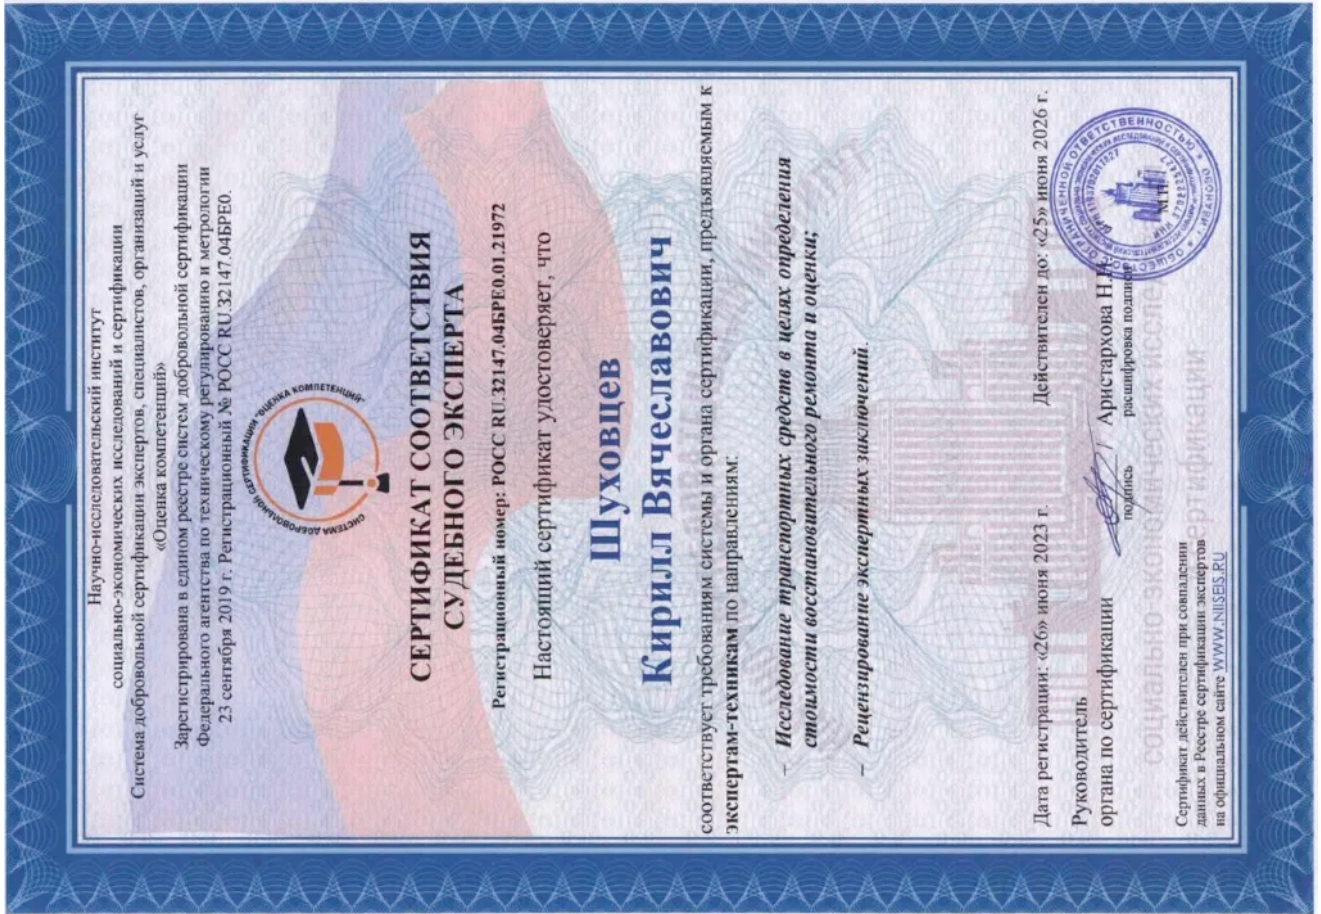 Научно-исследовательский институт
социально-экономических исследований и сертификации
Система добровольной сертификации экспертов, специалистов, организаций и услуг
«Оценка компетенций»
Зарегистрирована в едином реестре систем добровольной сертификации
Федерального агентства по техническому регулированию и метрологии
23 сентября 2019 г. Регистрационный № РОСС RU.32147.04БРЕ0.
СИСТЕМА ДОБРОВОЛЬНОЙ СЕРТИФИКАЦИИ "ОЦЕНКА КОМПЕТЕНЦИЙ"
СЕРТИФИКАТ СООТВЕТСТВИЯ
СУДЕБНОГО ЭКСПЕРТА
Регистрационный номер: РОСС RU.32147.04БРЕ0.01.21972
Настоящий сертификат удостоверяет, что
Шуховцев
Кирилл Вячеславович
соответствует требованиям системы и органа сертификации, предъявляемым к
экспертам-техникам по направлениям:
– Исследование транспортных средств в целях определения
стоимости восстановительного ремонта и оценки;
– Рецензирование экспертных заключений.
Дата регистрации: «26» июня 2023 г. Действителен до: «25» июня 2026 г.
Руководитель
органа по сертификации / Аристархова Н.
подпись расшифровка подписи
М.П.
Сертификат действителен при совпадении
данных в Реестре сертификации экспертов
на официальном сайте WWW.NIISEIS.RU